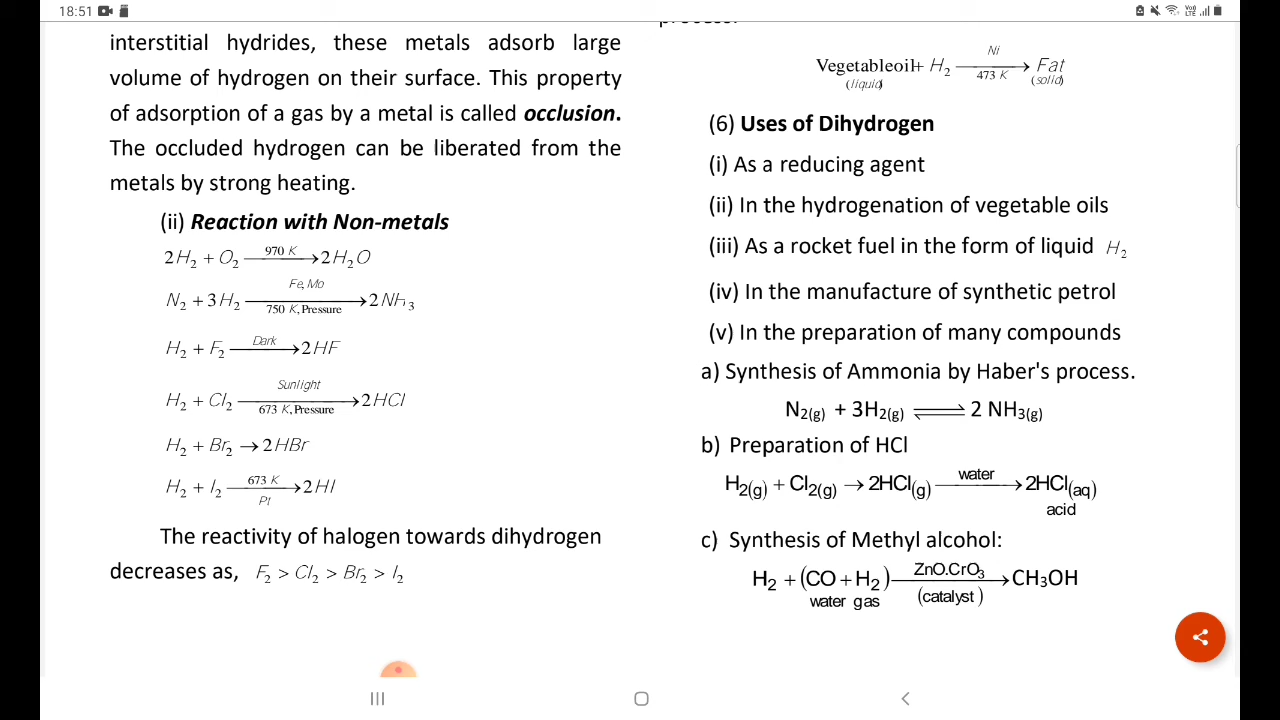 18:51
interstitial hydrides, these metals adsorb large
volume of hydrogen on their surface. This property
of adsorption of a gas by a metal is called occlusion.
The occluded hydrogen can be liberated from the
metals by strong heating.
(ii) Reaction with Non-metals
2H₂ + O₂ —970 K→ 2H₂O
Fe, Mo
N₂ + 3H₂ ⟶ 2NH₃
750 K, Pressure
H₂ + F₂ —Dark→ 2HF
Sunlight
H₂ + Cl₂ ⟶ 2HCl
673 K, Pressure
H₂ + Br₂ → 2HBr
673 K
H₂ + I₂ ⟶ 2HI
Pt
The reactivity of halogen towards dihydrogen
decreases as, F₂ > Cl₂ > Br₂ > I₂
Ni
Vegetableoil+ H₂ ⟶ Fat
473 K
(liquid) (solid)
(6) Uses of Dihydrogen
(i) As a reducing agent
(ii) In the hydrogenation of vegetable oils
(iii) As a rocket fuel in the form of liquid H₂
(iv) In the manufacture of synthetic petrol
(v) In the preparation of many compounds
a) Synthesis of Ammonia by Haber's process.
N₂(g) + 3H₂(g) ⇌ 2 NH₃(g)
b) Preparation of HCl
H₂(g) + Cl₂(g) → 2HCl(g) —water→ 2HCl(aq)
acid
c) Synthesis of Methyl alcohol:
ZnO.CrO₃
H₂ + (CO + H₂) ⟶ CH₃OH
water gas (catalyst)